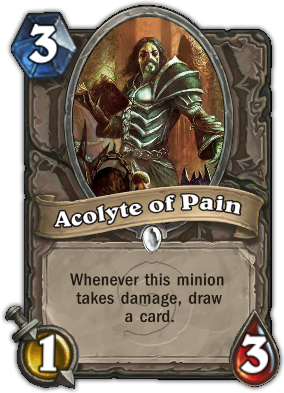 3
Acolyte of Pain
Whenever this minion
takes damage, draw
a card.
1
3